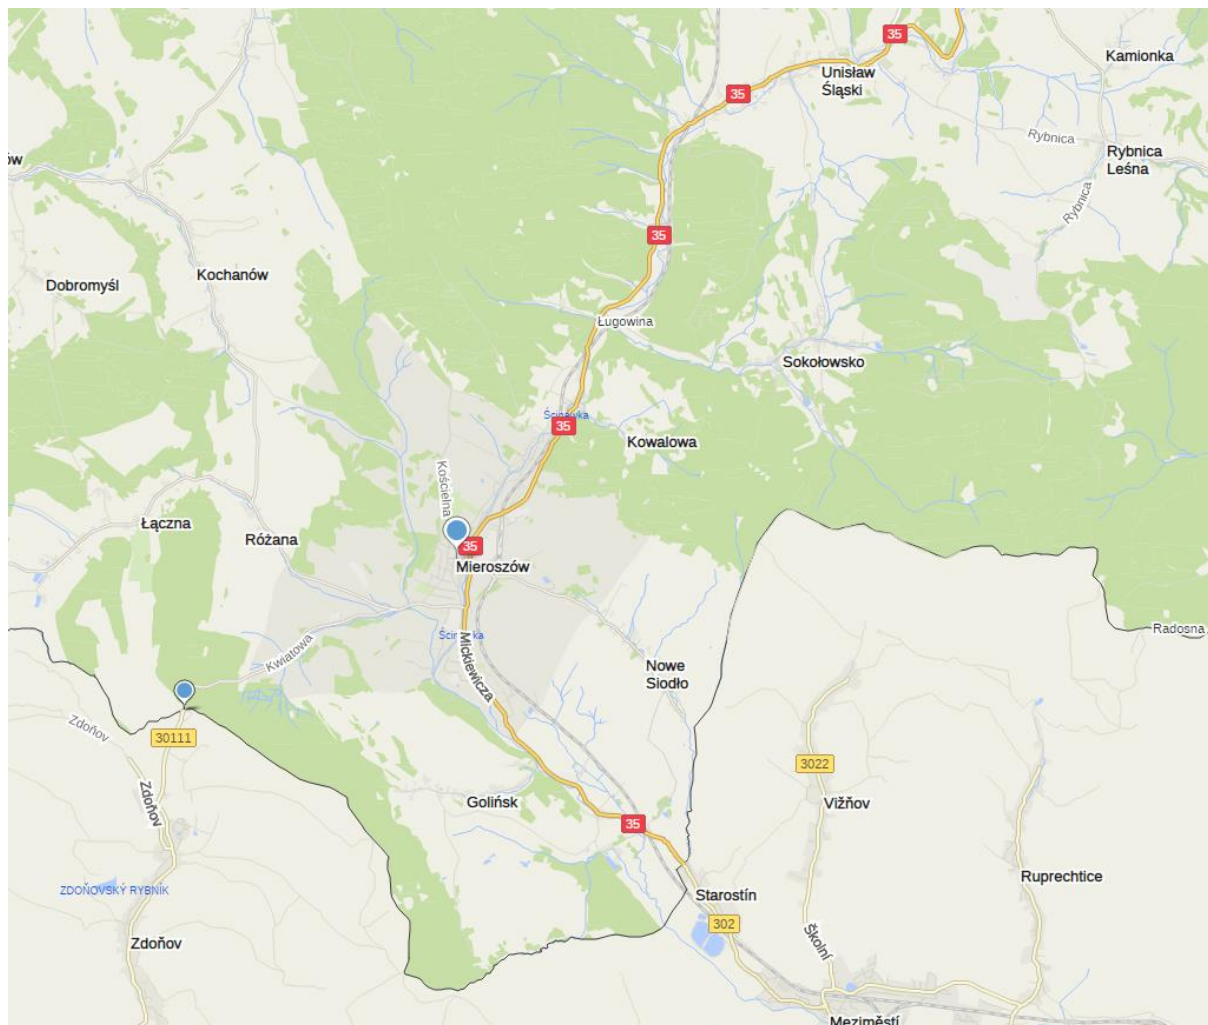 35
Kamionka
Unisław
Śląski
35
Rybnica
Rybnica
Leśna
ów
Rybnica
35
Kochanów
Dobromyśl
Ługowina
Sokołowsko
Ścinawka
35
Kowalowa
Kościelna
Łączna
Różana
35
Mieroszów
Radosna
Ścinawka
Kwiatowa
Mickiewicza
Nowe
Siodło
Zdoňov
30111
3022
Zdoňov
Golińsk
Vižňov
35
Ruprechtice
ZDOŇOVSKÝ RYBNÍK
Starostín
302
Zdoňov
Školní
Meziměstí